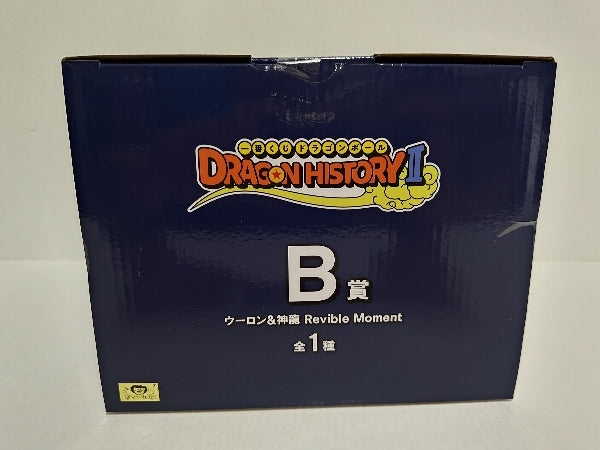 一番くじ ドラゴンボール
DRAGON HISTORY II
B賞
ウーロン&神龍 Revible Moment
全1種